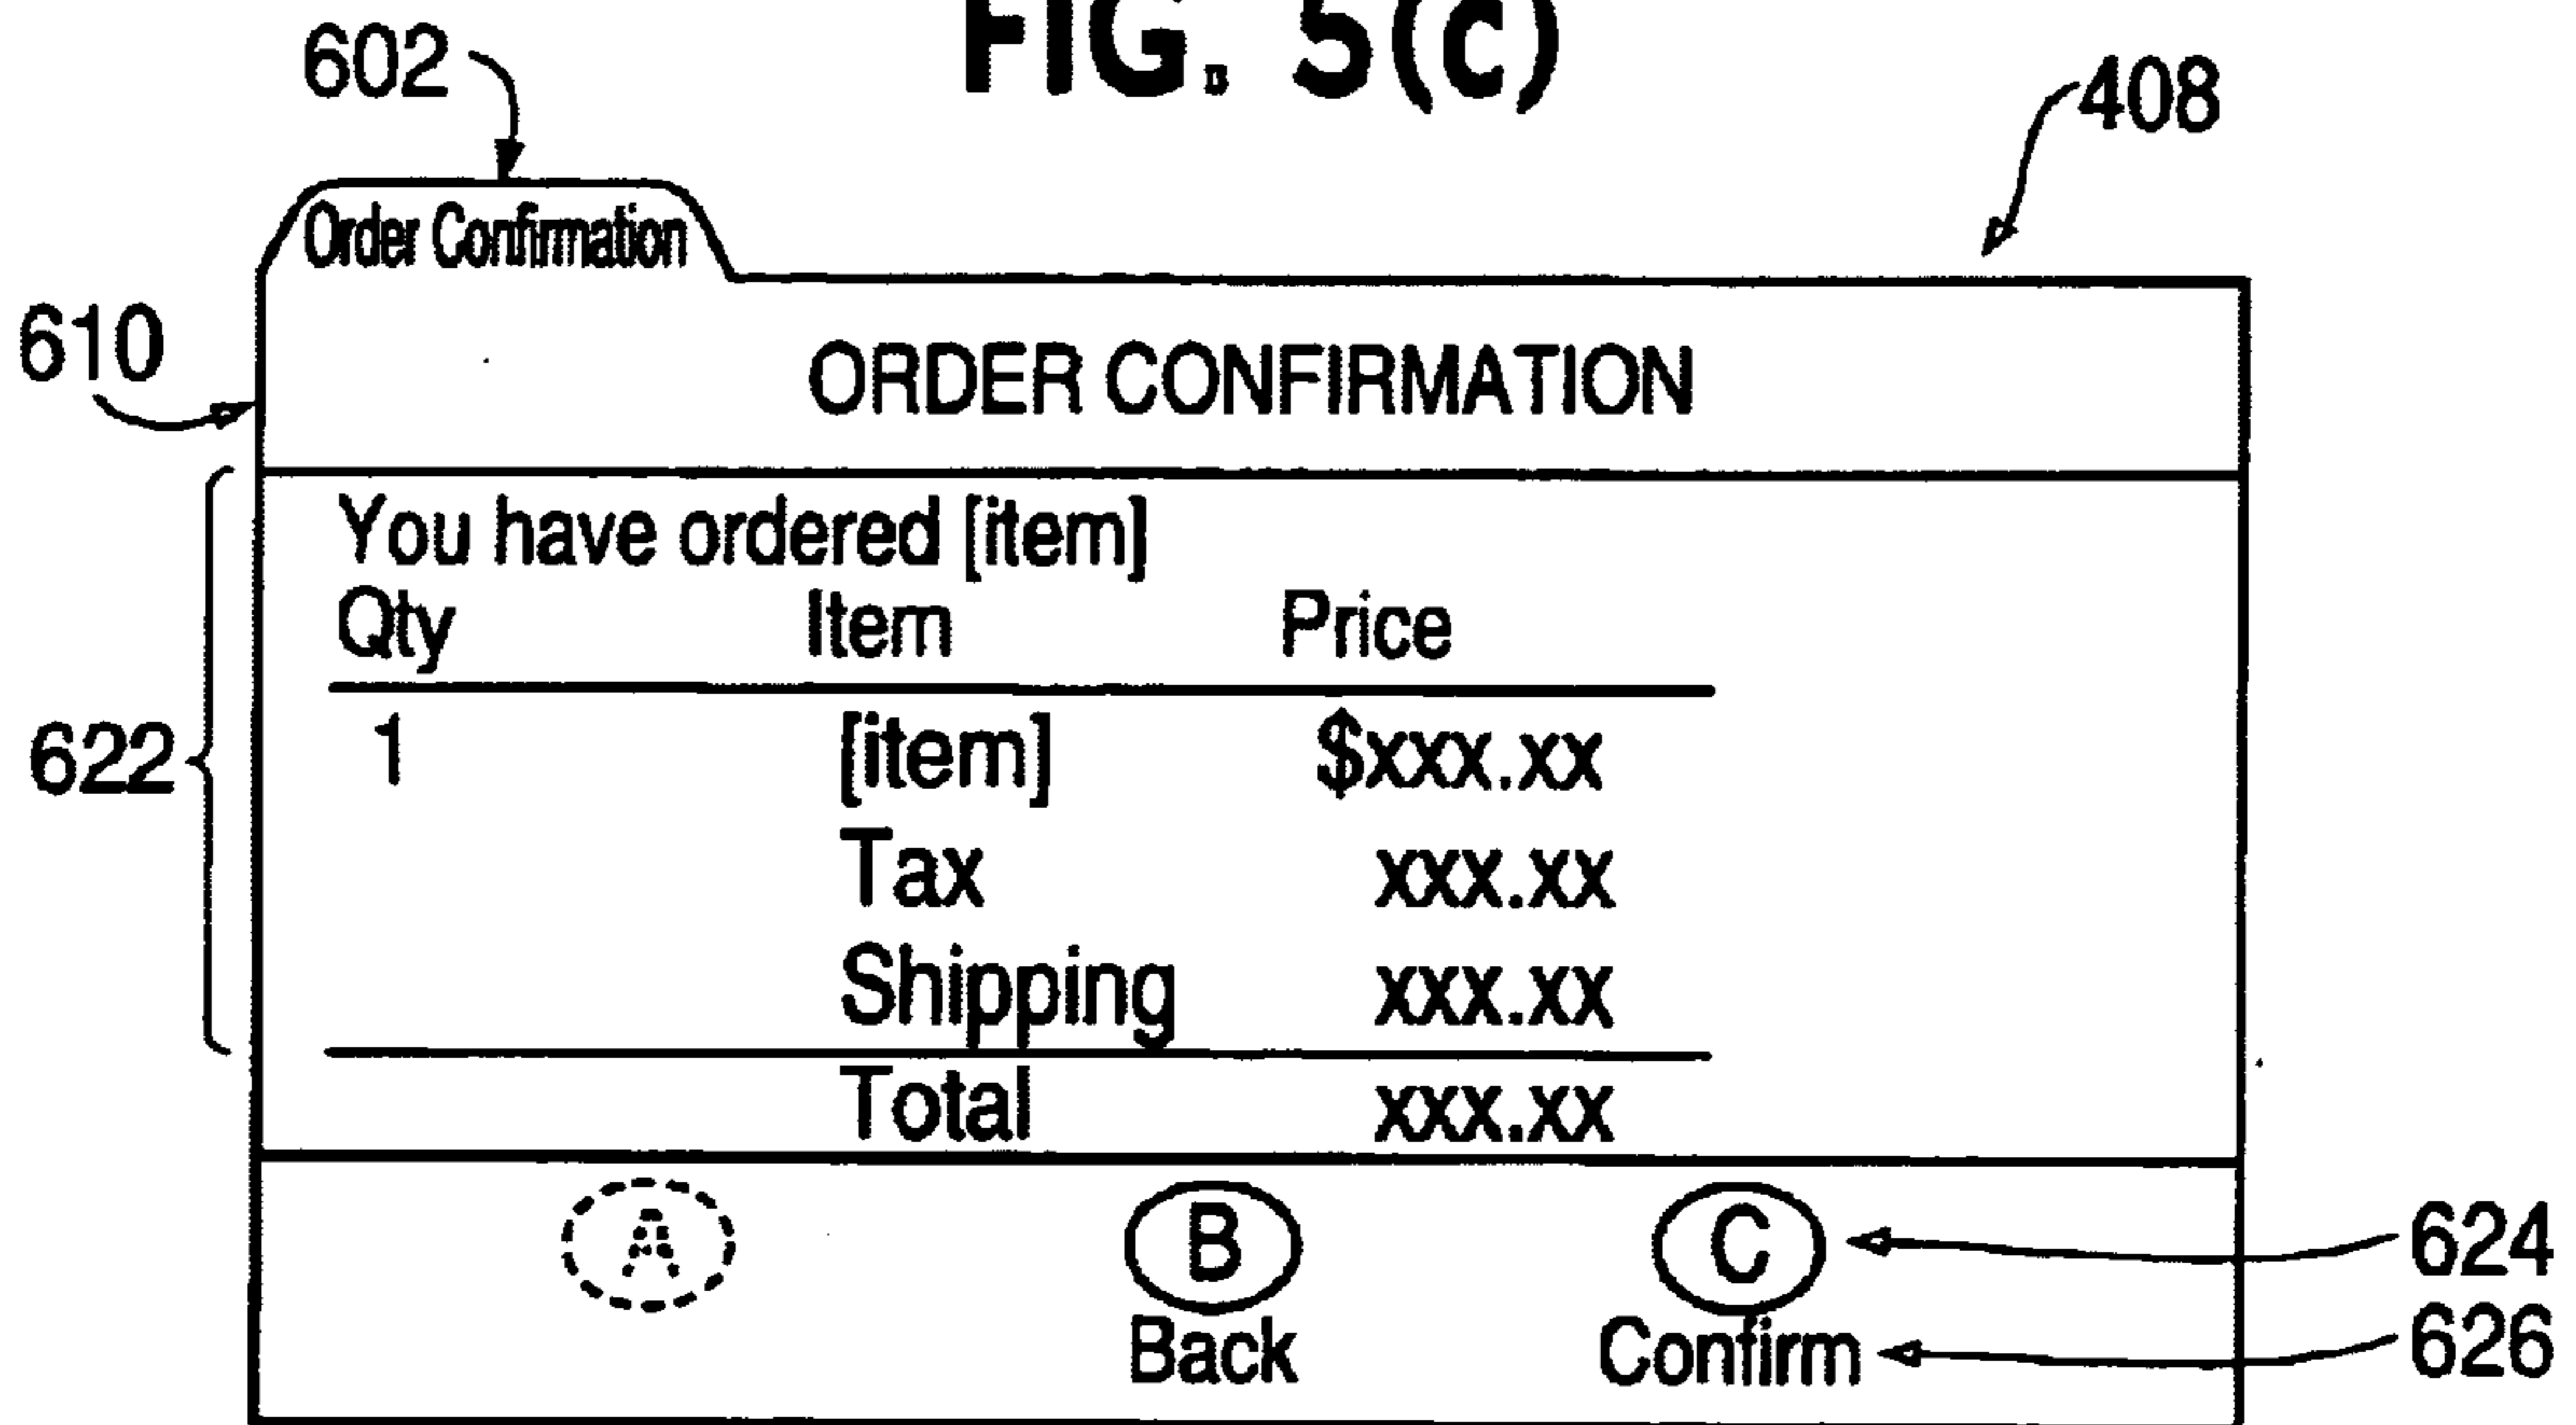 FIG. 5(c)
602
408
Order Confirmation
610
ORDER CONFIRMATION
You have ordered [item]
Qty Item Price
622
1 [item] $xxx.xx
Tax xxx.xx
Shipping xxx.xx
Total xxx.xx
A B C
624
Back Confirm
626